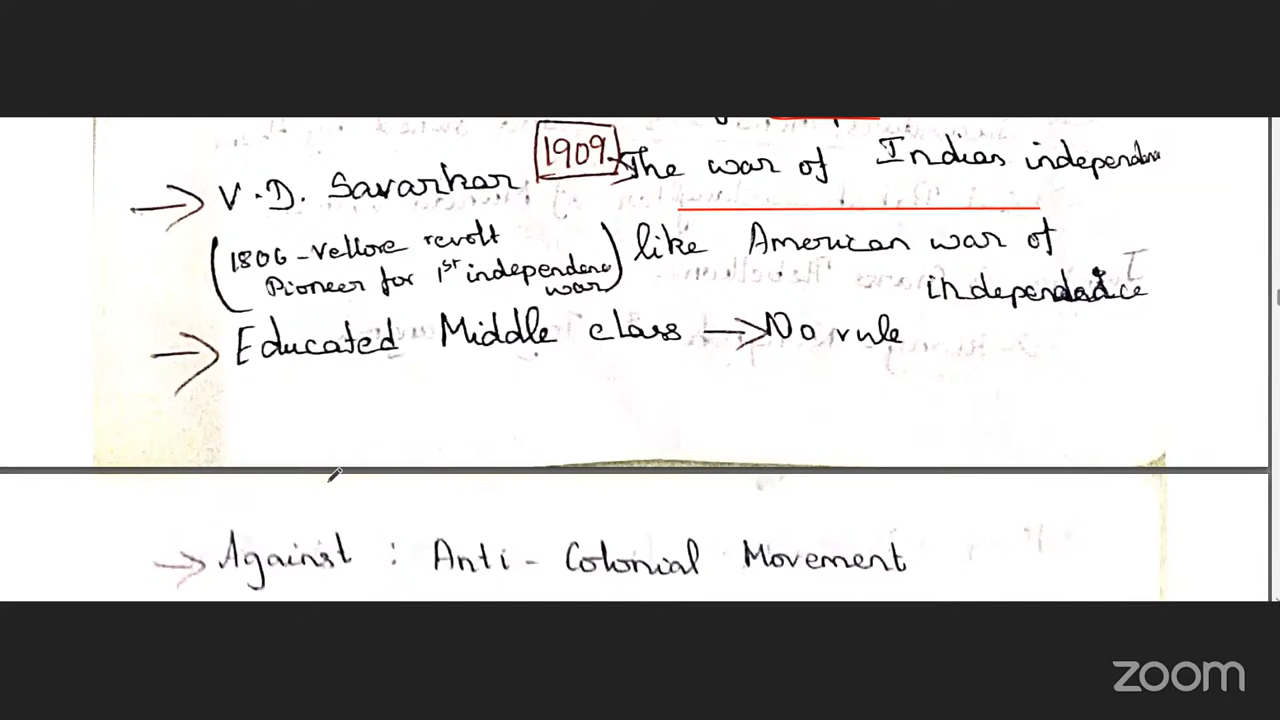 1909
→ V.D. Savarkar The war of Indian independence
(1806 - Vellore revolt
Pioneer for 1st independence war)
like American war of
independence
→ Educated Middle class → No rule
→ Against : Anti - Colonial Movement
zoom